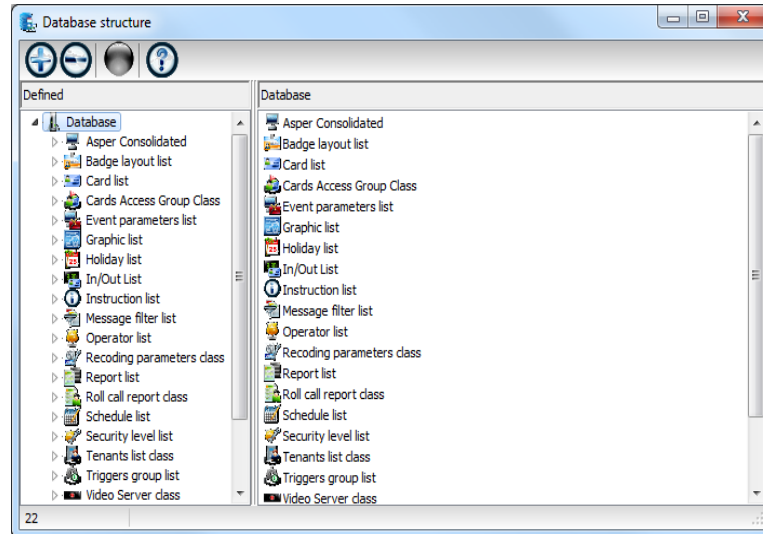 Database structure
Defined
Database
Asper Consolidated
Badge layout list
Card list
Cards Access Group Class
Event parameters list
Graphic list
Holiday list
In/Out List
Instruction list
Message filter list
Operator list
Recoding parameters class
Report list
Roll call report class
Schedule list
Security level list
Tenants list class
Triggers group list
Video Server class
Database
Asper Consolidated
Badge layout list
Card list
Cards Access Group Class
Event parameters list
Graphic list
Holiday list
In/Out List
Instruction list
Message filter list
Operator list
Recoding parameters class
Report list
Roll call report class
Schedule list
Security level list
Tenants list class
Triggers group list
Video Server class
22